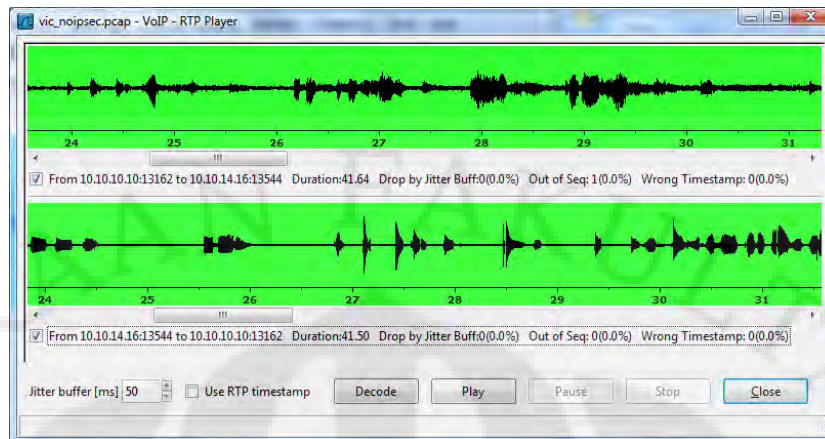 vic_noipsec.pcap - VoIP - RTP Player
24 25 26 27 28 29 30 31
From 10.10.10.10:13162 to 10.10.14.16:13544 Duration:41.64 Drop by Jitter Buff:0(0.0%) Out of Seq: 1(0.0%) Wrong Timestamp: 0(0.0%)
24 25 26 27 28 29 30 31
From 10.10.14.16:13544 to 10.10.10.10:13162 Duration:41.50 Drop by Jitter Buff:0(0.0%) Out of Seq: 0(0.0%) Wrong Timestamp: 0(0.0%)
Jitter buffer [ms] 50 Use RTP timestamp Decode Play Pause Stop Close